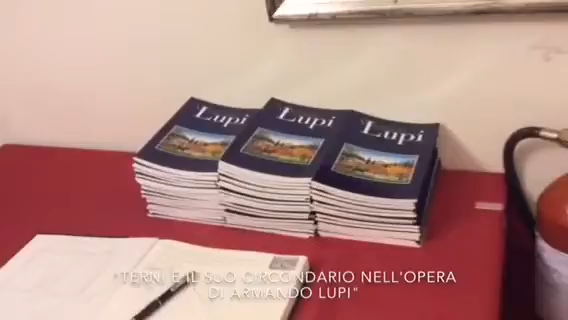 Lupi
Lupi
Lupi
"TERNI E IL SUO CIRCONDARIO NELL'OPERA
DI ARMANDO LUPI"